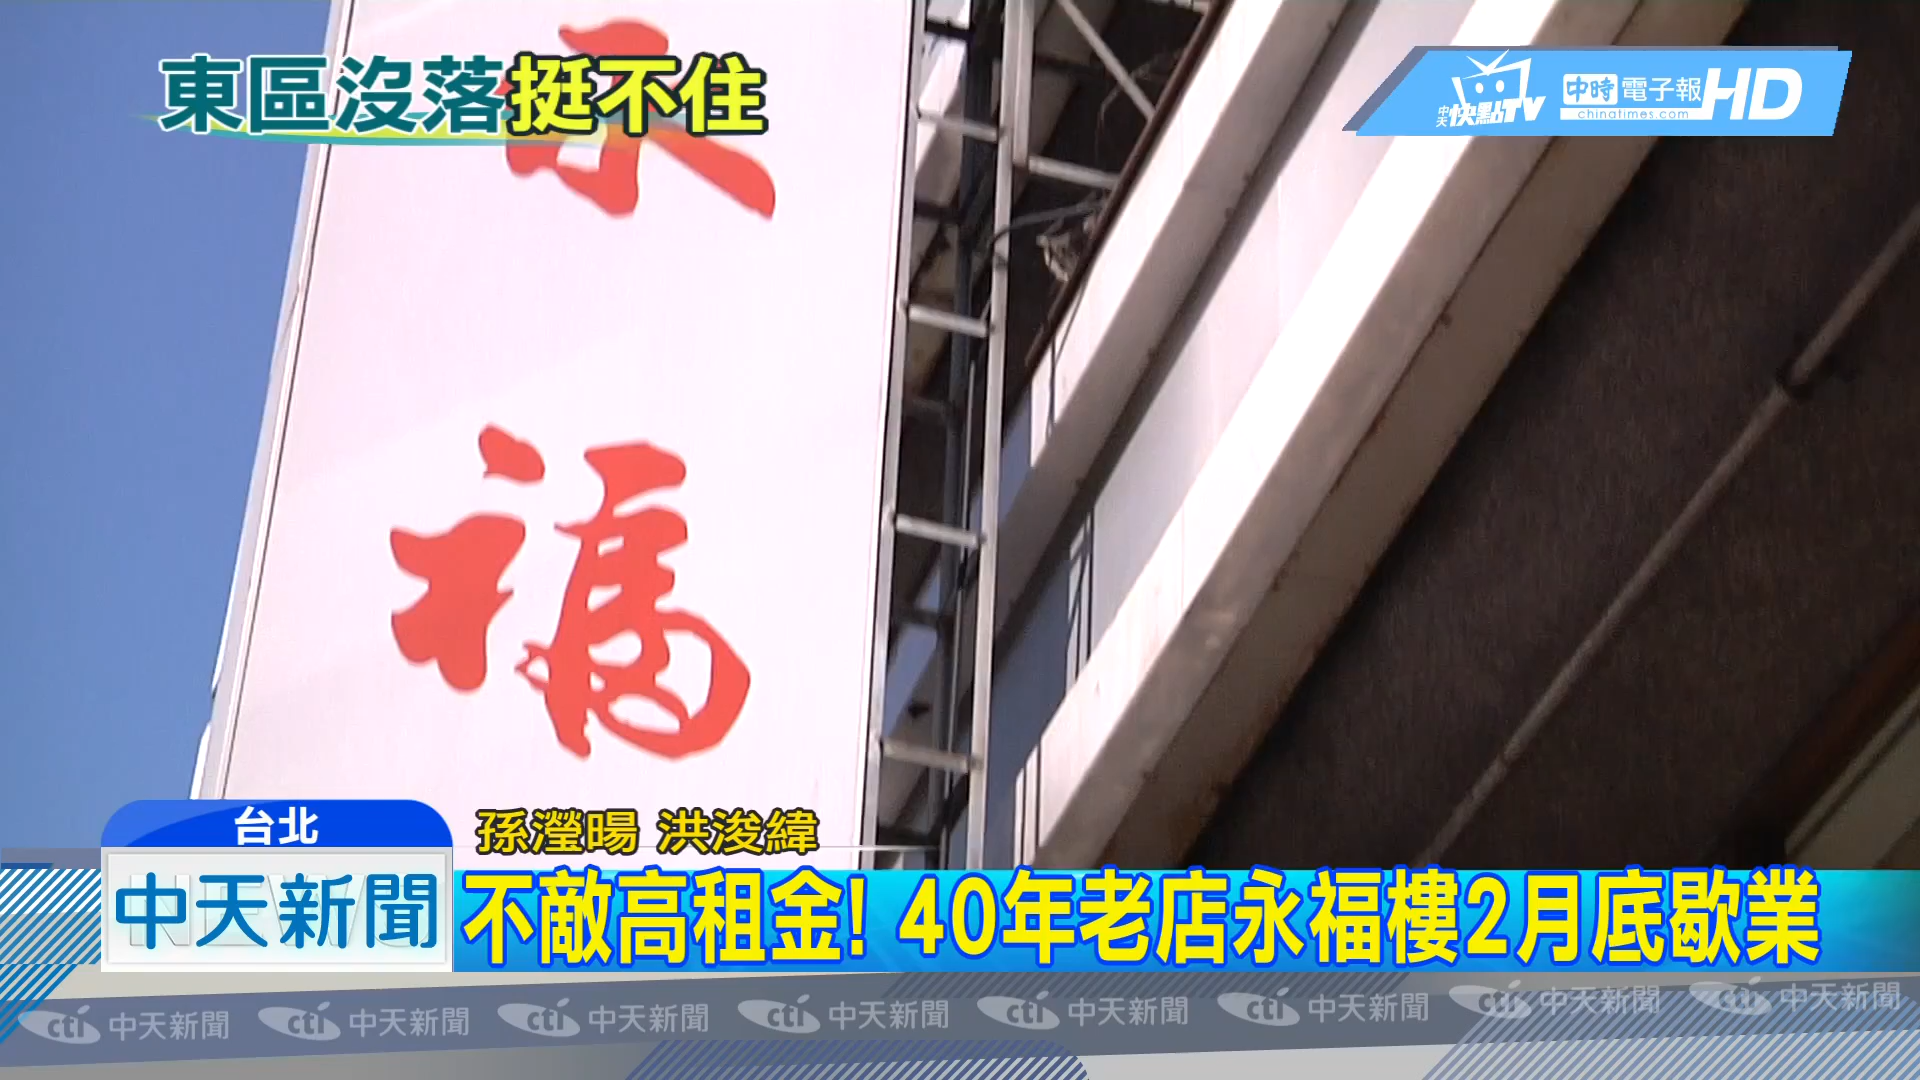 東區沒落挺不住
中天快點TV 中時電子報 HD
chinatimes.com
永
福
台北
孫瀅暘 洪浚緯
中天新聞
不敵高租金! 40年老店永福樓2月底歇業
cti 中天新聞 cti 中天新聞 cti 中天新聞 cti 中天新聞 cti 中天新聞 cti 中天新聞 cti 中天新聞 cti 中天新聞